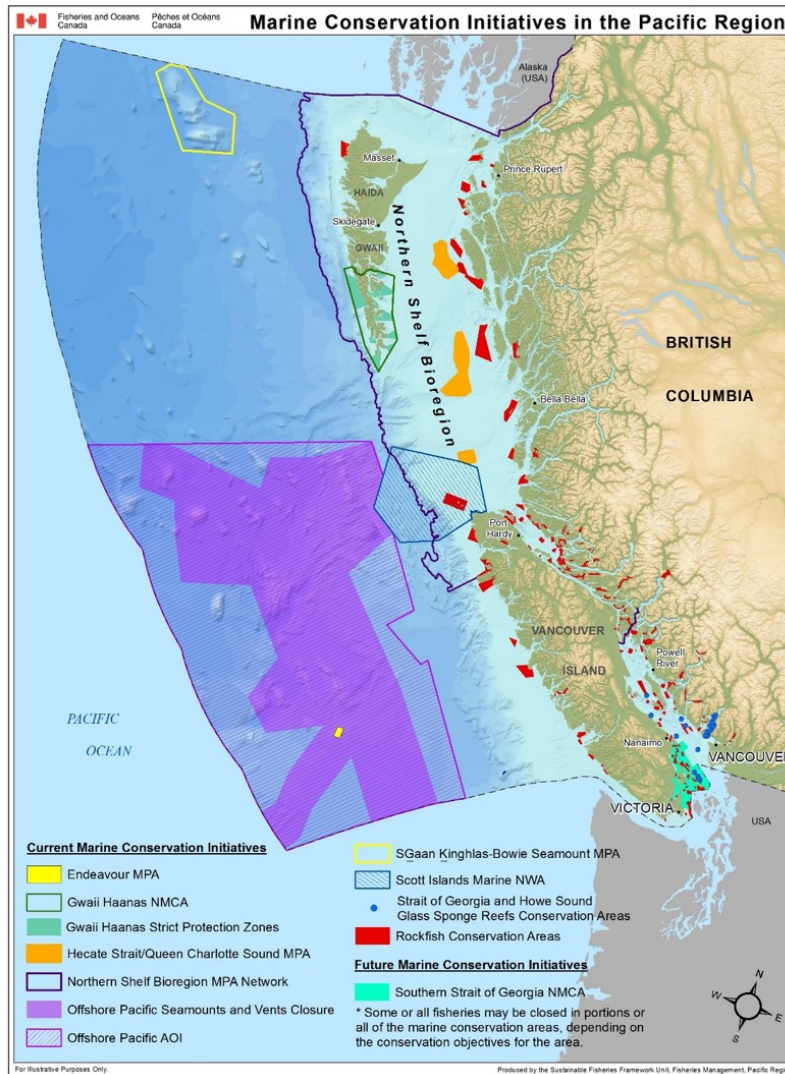 Fisheries and Oceans Canada
Pêches et Océans Canada
Marine Conservation Initiatives in the Pacific Region
Alaska (USA)
Masset
Prince Rupert
HAIDA
Skidegate
GWAII
Northern Shelf Bioregion
BRITISH
COLUMBIA
Bella Bella
Port Hardy
VANCOUVER
ISLAND
Powell River
PACIFIC
OCEAN
Nanaimo
VANCOUVER
VICTORIA
USA
Current Marine Conservation Initiatives
Endeavour MPA
Gwaii Haanas NMCA
Gwaii Haanas Strict Protection Zones
Hecate Strait/Queen Charlotte Sound MPA
Northern Shelf Bioregion MPA Network
Offshore Pacific Seamounts and Vents Closure
Offshore Pacific AOI
SGaan Kinghlas-Bowie Seamount MPA
Scott Islands Marine NWA
Strait of Georgia and Howe Sound
Glass Sponge Reefs Conservation Areas
Rockfish Conservation Areas
Future Marine Conservation Initiatives
Southern Strait of Georgia NMCA
* Some or all fisheries may be closed in portions or
all of the marine conservation areas, depending on
the conservation objectives for the area.
N
W
E
S
For Illustrative Purposes Only.
Produced by the Sustainable Fisheries Framework Unit, Fisheries Management, Pacific Regi